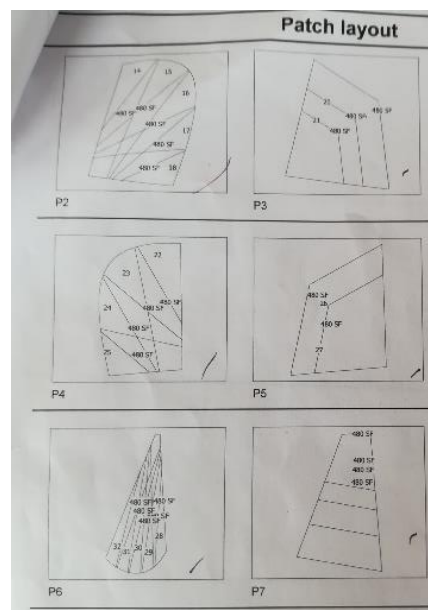 Patch layout
14 15
16
480 SF 480 SF
480 SF
17
480 SF
480 SF 18
P2
20
480 SF
21 480 SF
480 SF
P3
22
23
480 SF
24 480 SF
480 SF
25 480 SF
P4
480 SF
26
480 SF
27
P5
480 SF 480 SF
480 SF
480 SF
28
32 31 30 29
P6
480 SF
480 SF
480 SF
480 SF
P7